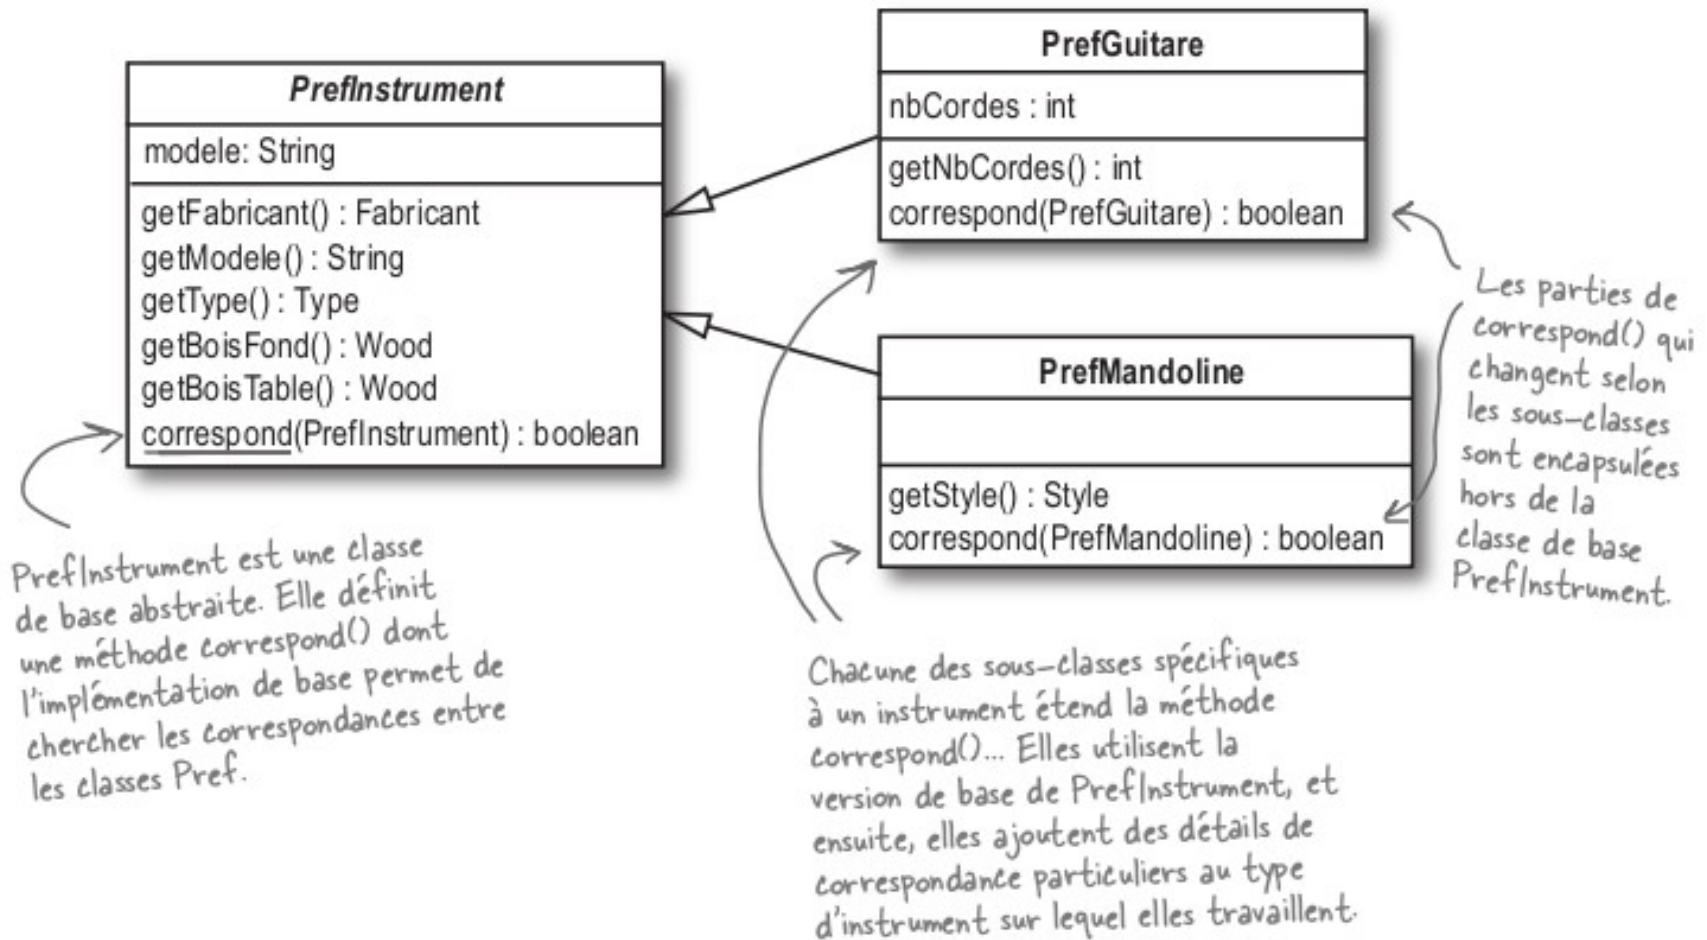 PrefInstrument
modele: String
getFabricant() : Fabricant
getModele() : String
getType() : Type
getBoisFond() : Wood
getBoisTable() : Wood
correspond(PrefInstrument) : boolean
PrefGuitare
nbCordes : int
getNbCordes() : int
correspond(PrefGuitare) : boolean
PrefMandoline
getStyle() : Style
correspond(PrefMandoline) : boolean
Les parties de
correspond() qui
changent selon
les sous-classes
sont encapsulées
hors de la
classe de base
PrefInstrument.
PrefInstrument est une classe
de base abstraite. Elle définit
une méthode correspond() dont
l'implémentation de base permet de
chercher les correspondances entre
les classes Pref.
Chacune des sous-classes spécifiques
à un instrument étend la méthode
correspond()... Elles utilisent la
version de base de PrefInstrument, et
ensuite, elles ajoutent des détails de
correspondance particuliers au type
d'instrument sur lequel elles travaillent.